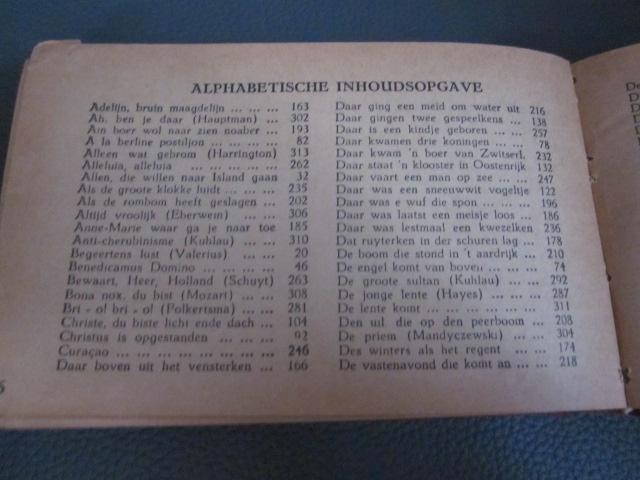 ALPHABETISCHE INHOUDSOPGAVE
Adelijn, bruin maagdelijn ... ... ... 163
Ah, ben je daar (Hauptman) ... 302
Ain boer wol naar zien noaber ... 193
A la berline postiljon ... ... ... 82
Alleen wat gebrom (Harrington) 313
Alleluia, alleluia ... ... ... ... 262
Allen, die willen naar Island gaan 32
Als de groote klokke luidt ... ... 235
Als de rombom heeft geslagen ... 202
Altijd vroolijk (Eberwein) ... ... 306
Anne-Marie waar ga je naar toe 185
Anti-cherubinisme (Kuhlau) ... 310
Begeertens lust (Valerius) ... ... 20
Benedicamus Domino ... ... ... ... 46
Bewaart, Heer, Holland (Schuyt) 263
Bona nox, du bist (Mozart) ... 308
Bri - o! bri - o! (Folkertsma) ... 281
Christe, du biste licht ende dach ... 104
Christus is opgestanden ... ... ... 92
Curaçao ... ... ... ... ... ... ... 246
Daar boven uit het vensterken ... 166
Daar ging een meid om water uit 216
Daar gingen twee gespeelkens ... 138
Daar is een kindje geboren ... ... 257
Daar kwamen drie koningen ... ... 78
Daar kwam 'n boer van Zwitserl. 232
Daar staat 'n klooster in Oostenrijk 132
Daar vaart een man op zee ... ... 247
Daar was een sneeuwwit vogeltje 122
Daar was e wuf die spon ... ... 196
Daar was laatst een meisje loos ... 186
Daar was lestmaal een kwezelken 236
Dat ruyterken in der schuren lag ... 178
De boom die stond in 't aardrijk ... 210
De engel komt van boven ... ... 74
De groote sultan (Kuhlau) ... ... 292
De jonge lente (Hayes) ... ... ... 287
De lente komt ... ... ... ... ... 311
Den uil die op den peerboom ... 208
De priem (Mandyczewski) ... ... 304
Des winters als het regent ... ... 174
De vastenavond die komt an ... ... 218